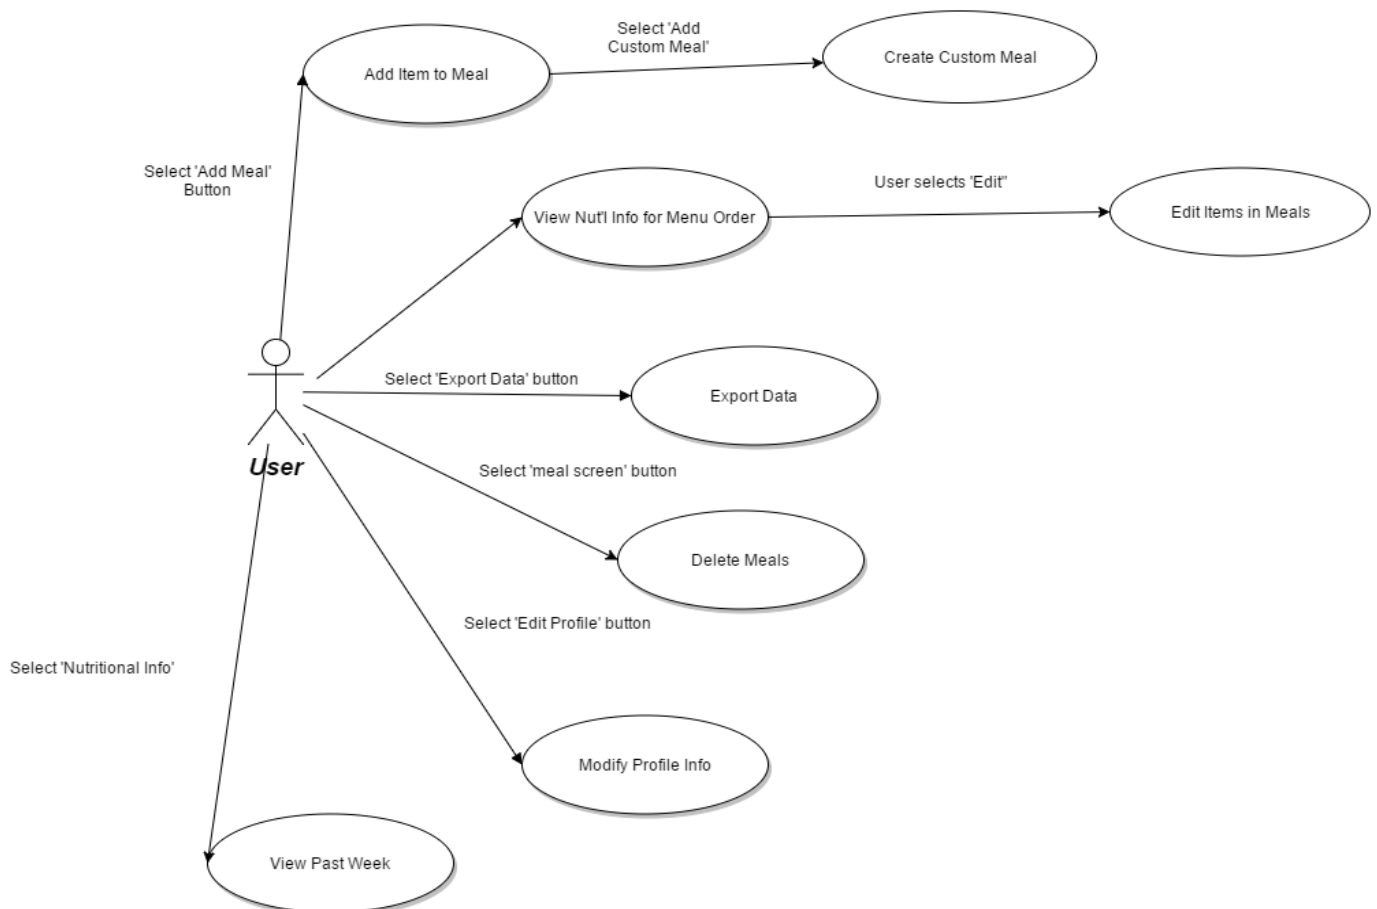 Select 'Add
Custom Meal'
Add Item to Meal
Create Custom Meal
Select 'Add Meal'
Button
User selects 'Edit"
View Nut'l Info for Menu Order
Edit Items in Meals
Select 'Export Data' button
Export Data
User
Select 'meal screen' button
Delete Meals
Select 'Edit Profile' button
Select 'Nutritional Info'
Modify Profile Info
View Past Week